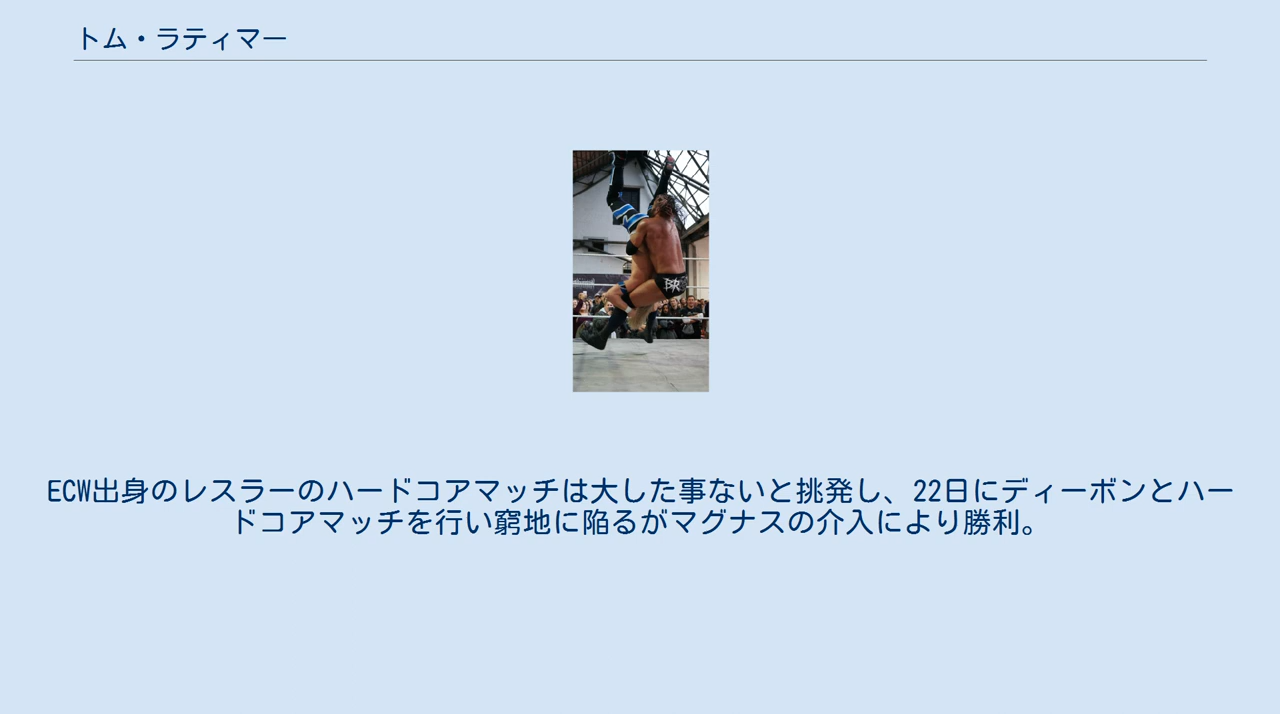 トム・ラティマー
ECW出身のレスラーのハードコアマッチは大した事ないと挑発し、22日にディーボンとハー
ドコアマッチを行い窮地に陥るがマグナスの介入により勝利。